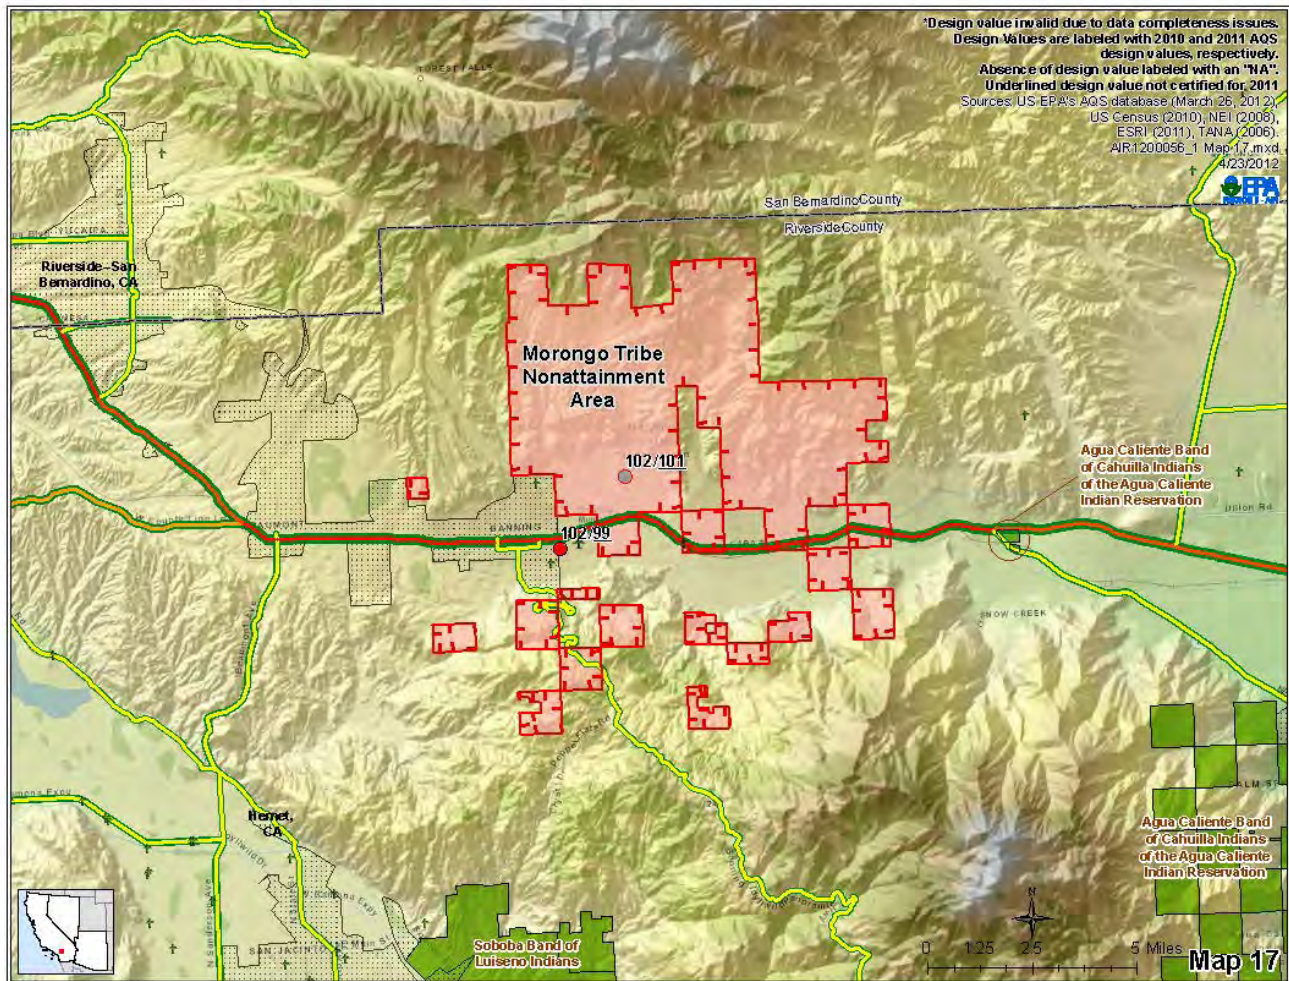 *Design value invalid due to data completeness issues.
Design Values are labeled with 2010 and 2011 AQS
design values, respectively.
Absence of design value labeled with an "NA".
Underlined design value not certified for 2011
Sources: US EPA's AQS database (March 26, 2012),
US Census (2010), NEI (2008),
ESRI (2011), TANA (2006).
AIR1200056_1 Map 17.mxd
4/23/2012
EPA
FOREST FALLS
San Bernardino County
Riverside County
Riverside-San
Bernardino, CA
Morongo Tribe
Nonattainment
Area
102/101
Agua Caliente Band
of Cahuilla Indians
of the Agua Caliente
Indian Reservation
Dillon Rd
BANNING
102/99
SNOW CREEK
Hemet,
CA
N Sanderson Ave
Agua Caliente Band
of Cahuilla Indians
of the Agua Caliente
Indian Reservation
Soboba Band of
Luiseno Indians
N
0 1.25 2.5 5 Miles
Map 17